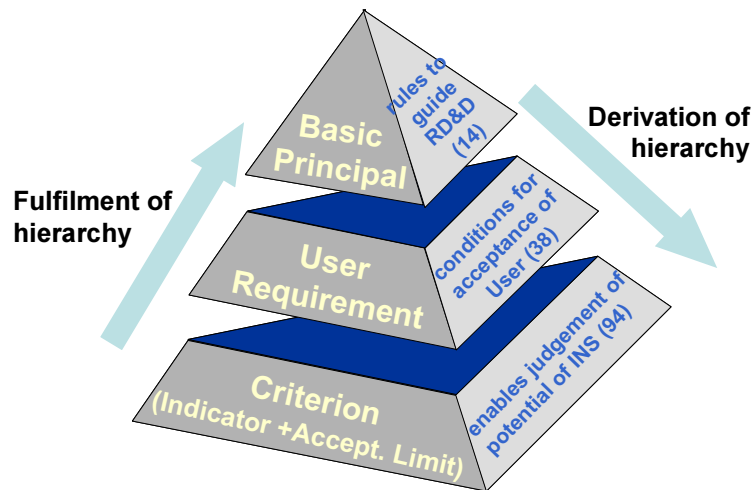 Fulfilment of
hierarchy
Basic
Principal
rules to
guide
RD&D
(14)
Derivation of
hierarchy
User
Requirement
conditions for
acceptance of
User (38)
Criterion
(Indicator +Accept. Limit)
enables judgement of
potential of INS (94)